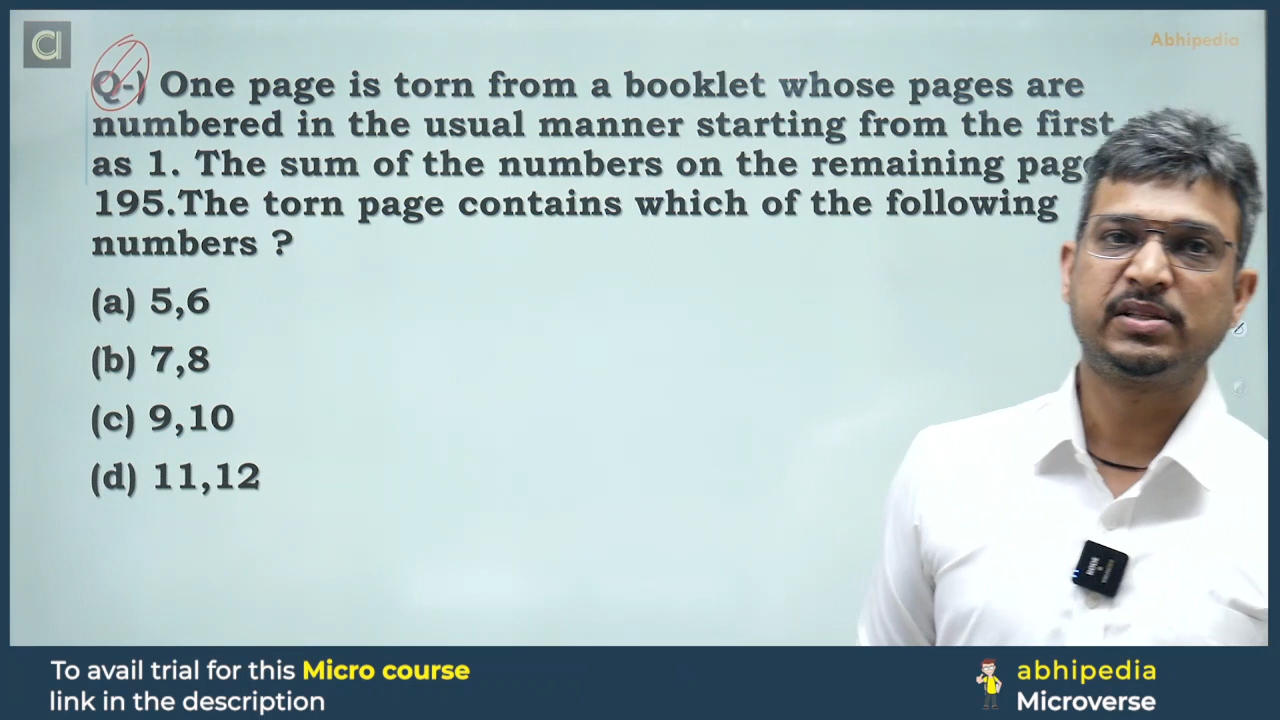 Abhipedia
Q-) One page is torn from a booklet whose pages are
numbered in the usual manner starting from the first
as 1. The sum of the numbers on the remaining
195.The torn page contains which of the following
numbers ?
(a) 5,6
(b) 7,8
(c) 9,10
(d) 11,12
To avail trial for this Micro course
link in the description
abhipedia
Microverse